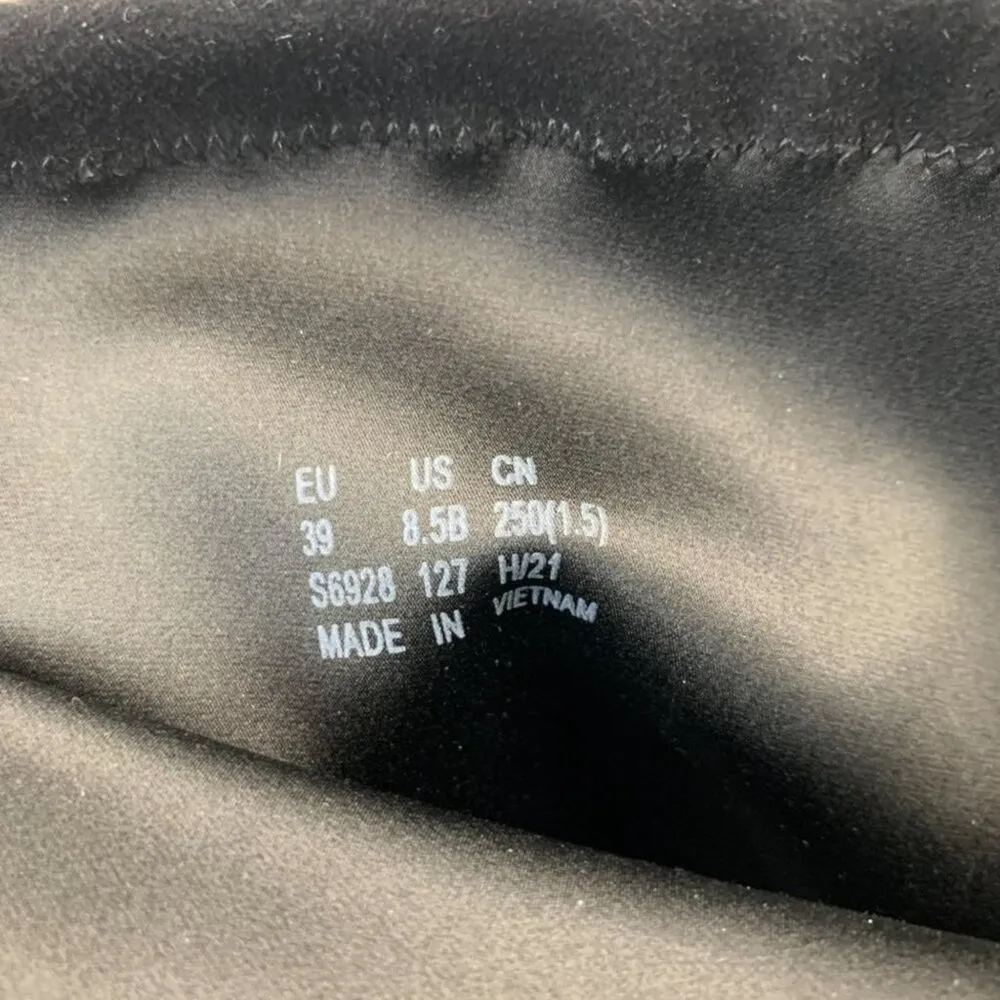 EU US CN
39 8.5B 250(1.5)
S6928 127 H/21
MADE IN VIETNAM